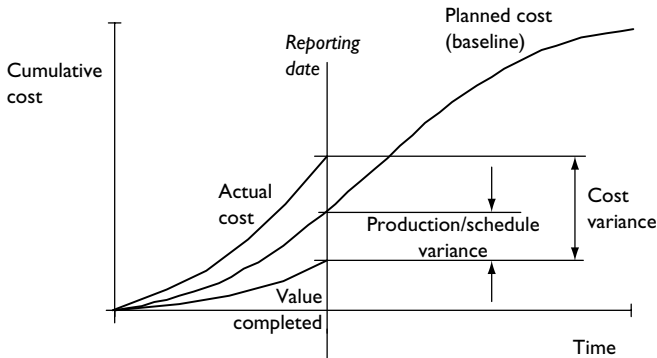 Planned cost
(baseline)
Reporting
date
Cumulative
cost
Actual
cost
Cost
variance
Production/schedule
variance
Value
completed
Time